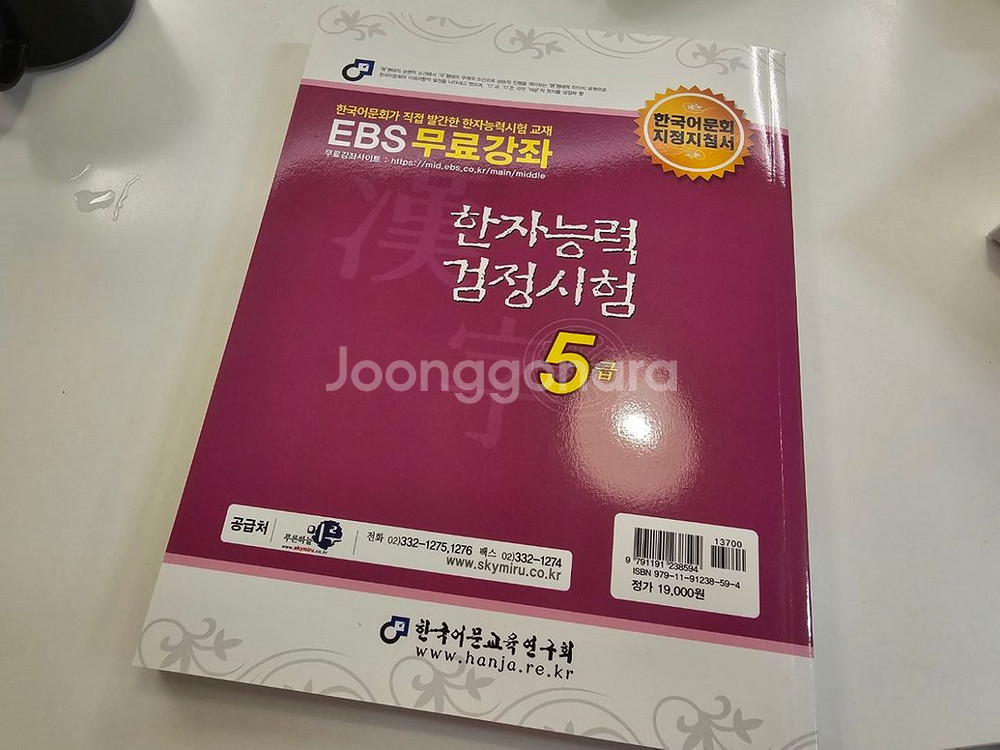 한국어문회가 직접 발간한 한자능력시험 교재
EBS 무료강좌
무료강좌사이트 : https://mid.ebs.co.kr/main/middle
한국어문회
지정지침서
漢
字
한자능력
검정시험
5급
Joonggonara
공급처
푸른하늘
www.skymiru.co.kr
전화 02)332-1275,1276 팩스 02)332-1274
www.skymiru.co.kr
13700
9 791191 238594
ISBN 979-11-91238-59-4
정가 19,000원
한국어문교육연구회
www.hanja.re.kr